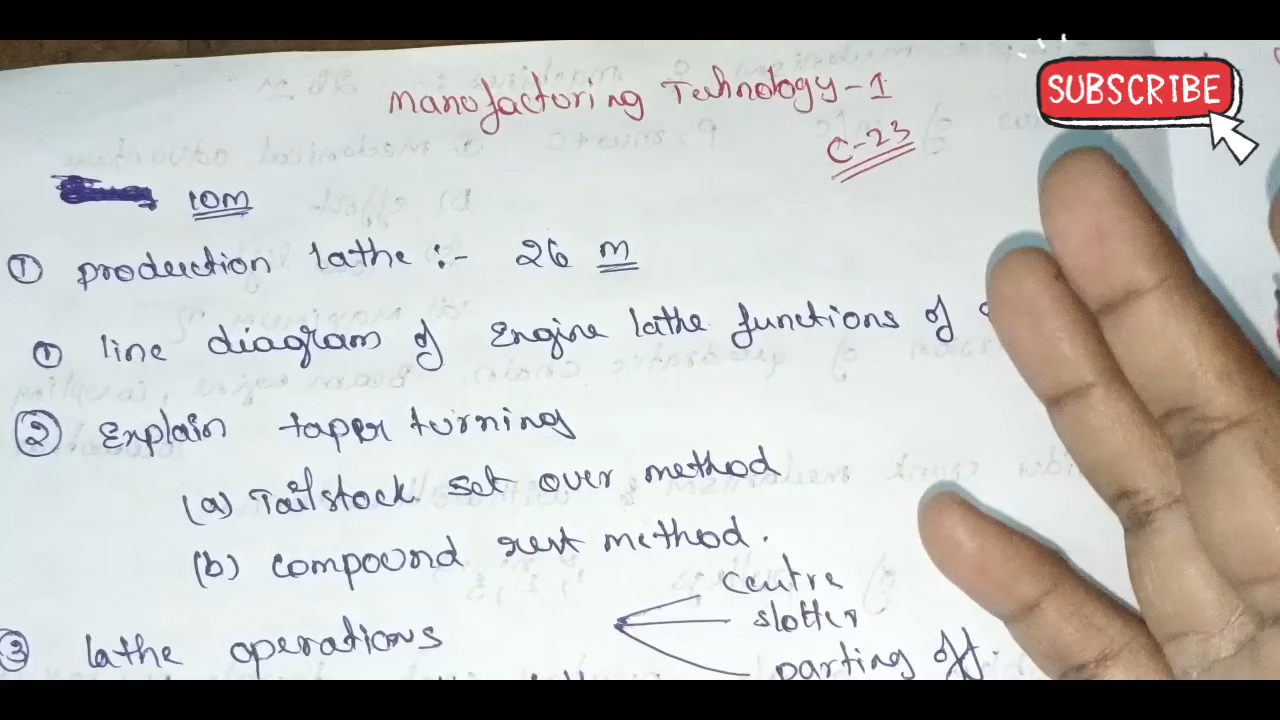 Manofactoring Technology-1
SUBSCRIBE
C-23
10M
① production lathe :- 26 M
① line diagram of Engine lathe functions of
② Explain taper turning
(a) Tailstock set over method
(b) compound rest method.
centre
③ lathe operations slotter
parting off.